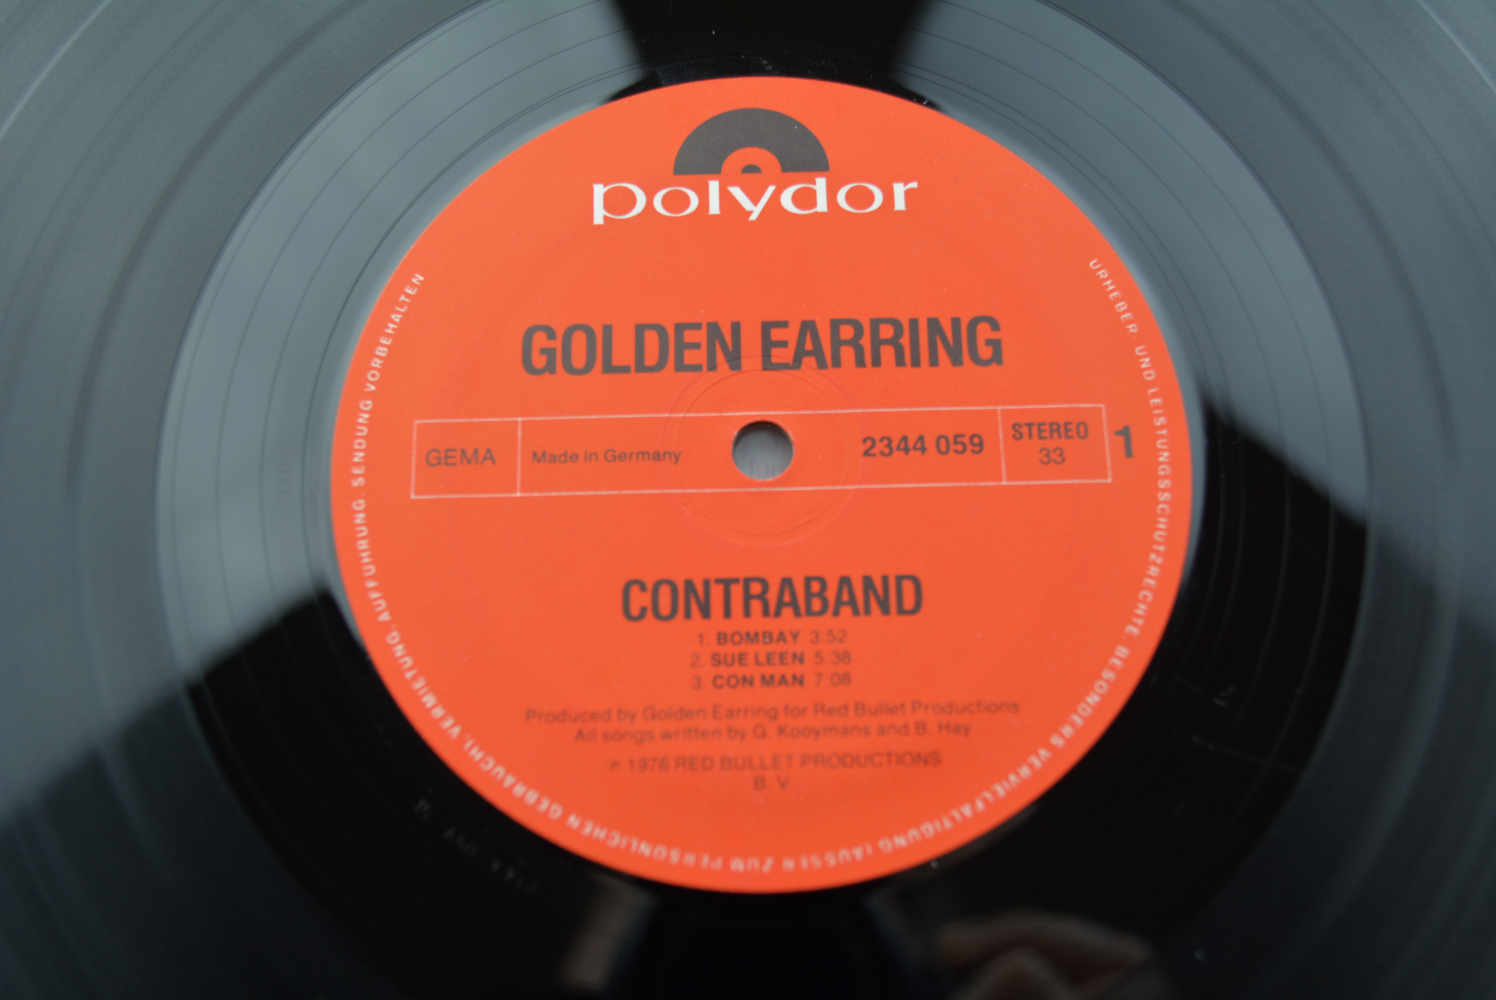 polydor
GOLDEN EARRING
GEMA
Made in Germany
2344 059
STEREO
33
1
CONTRABAND
1. BOMBAY 3:52
2. SUE LEEN 5:38
3. CON MAN 7:08
Produced by Golden Earring for Red Bullet Productions
All songs written by G. Kooymans and B. Hay
℗ 1976 RED BULLET PRODUCTIONS
B. V
URHEBER- UND LEISTUNGSSCHUTZRECHTE, BESONDERS VERVIELFÄLTIGUNG (AUSSER ZUM PERSÖNLICHEN GEBRAUCH), VERMIETUNG, AUFFÜHRUNG, SENDUNG VORBEHALTEN